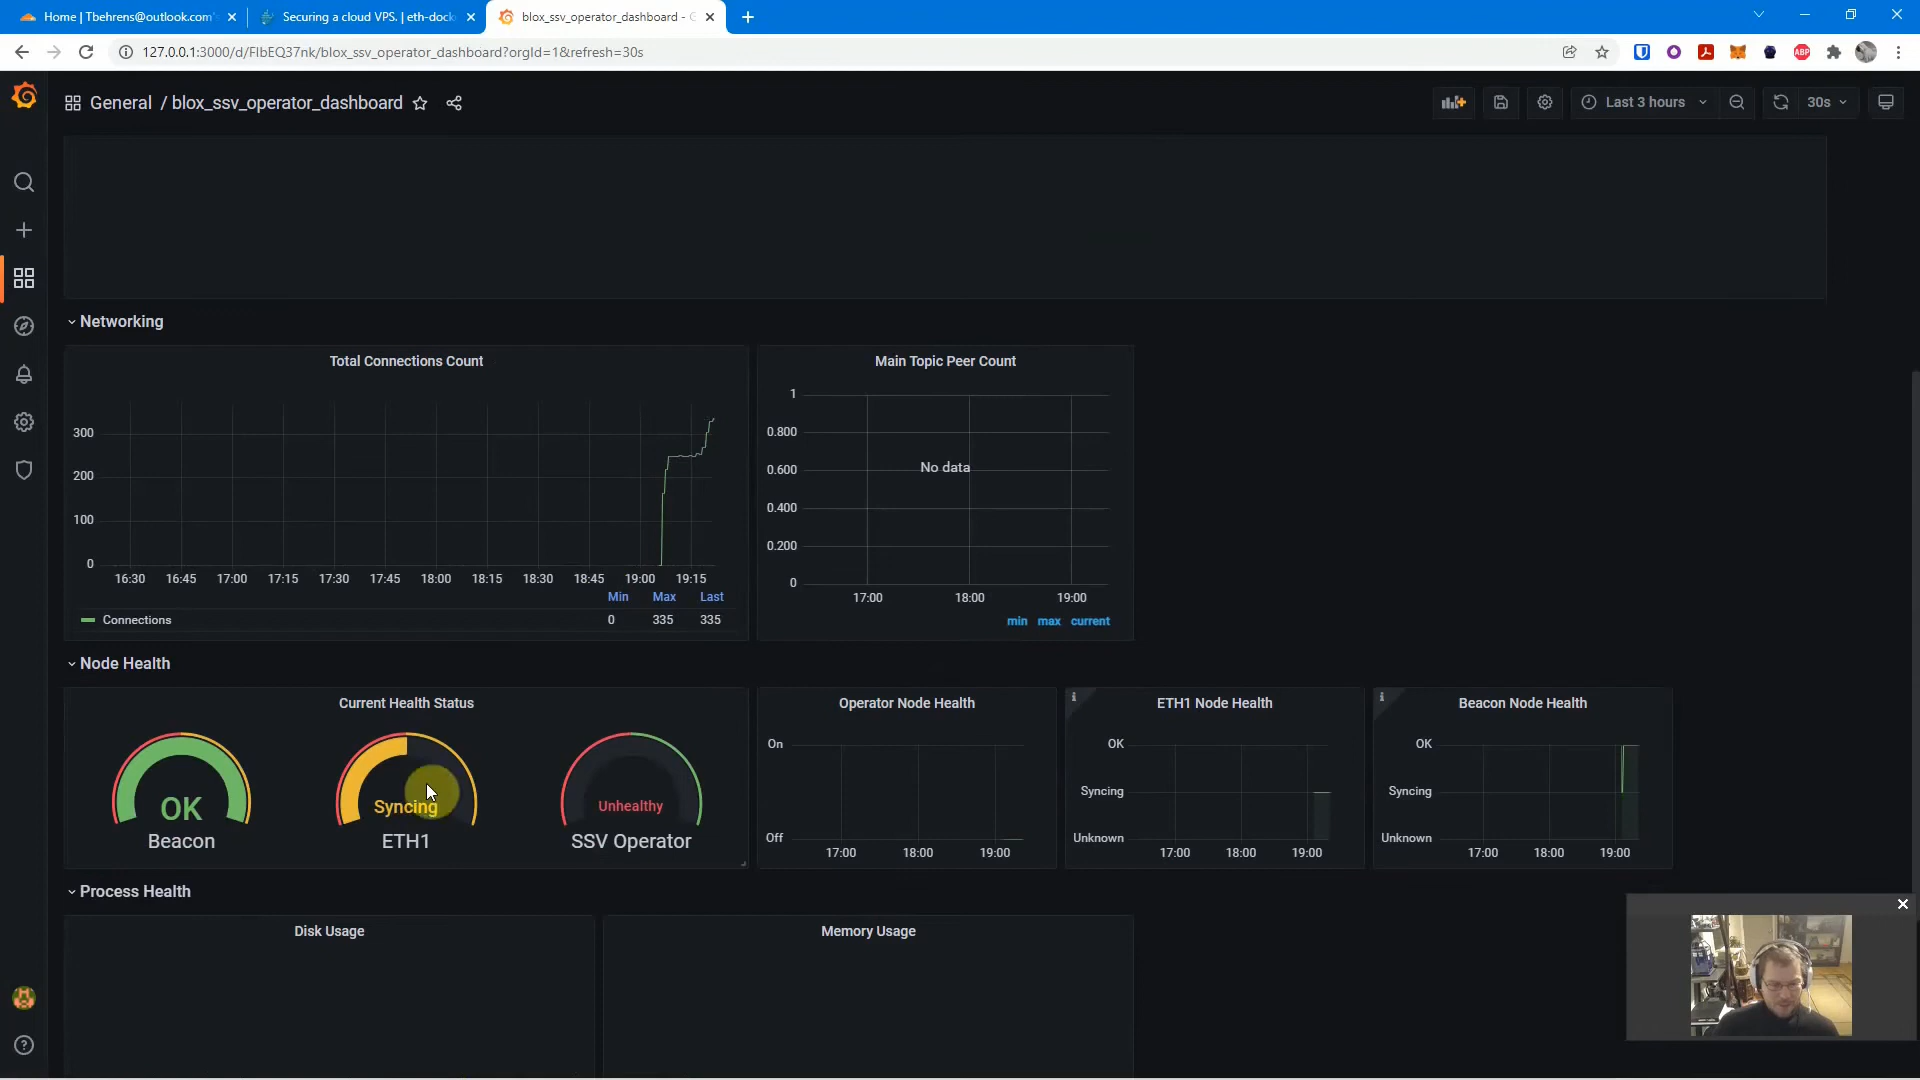 Home | Tbehrens@outlook.com's
Securing a cloud VPS. | eth-dock
blox_ssv_operator_dashboard - G
127.0.0.1:3000/d/FIbEQ37nk/blox_ssv_operator_dashboard?orgId=1&refresh=30s
ABP
General / blox_ssv_operator_dashboard
Last 3 hours
30s
Networking
Total Connections Count
300
200
100
0
16:30 16:45 17:00 17:15 17:30 17:45 18:00 18:15 18:30 18:45 19:00 19:15
Min Max Last
Connections 0 335 335
Main Topic Peer Count
1
0.800
0.600
No data
0.400
0.200
0
17:00 18:00 19:00
min max current
Node Health
Current Health Status
OK
Beacon
Syncing
ETH1
Unhealthy
SSV Operator
Operator Node Health
On
Off
17:00 18:00 19:00
ETH1 Node Health
OK
Syncing
Unknown
17:00 18:00 19:00
Beacon Node Health
OK
Syncing
Unknown
17:00 18:00 19:00
Process Health
Disk Usage
Memory Usage